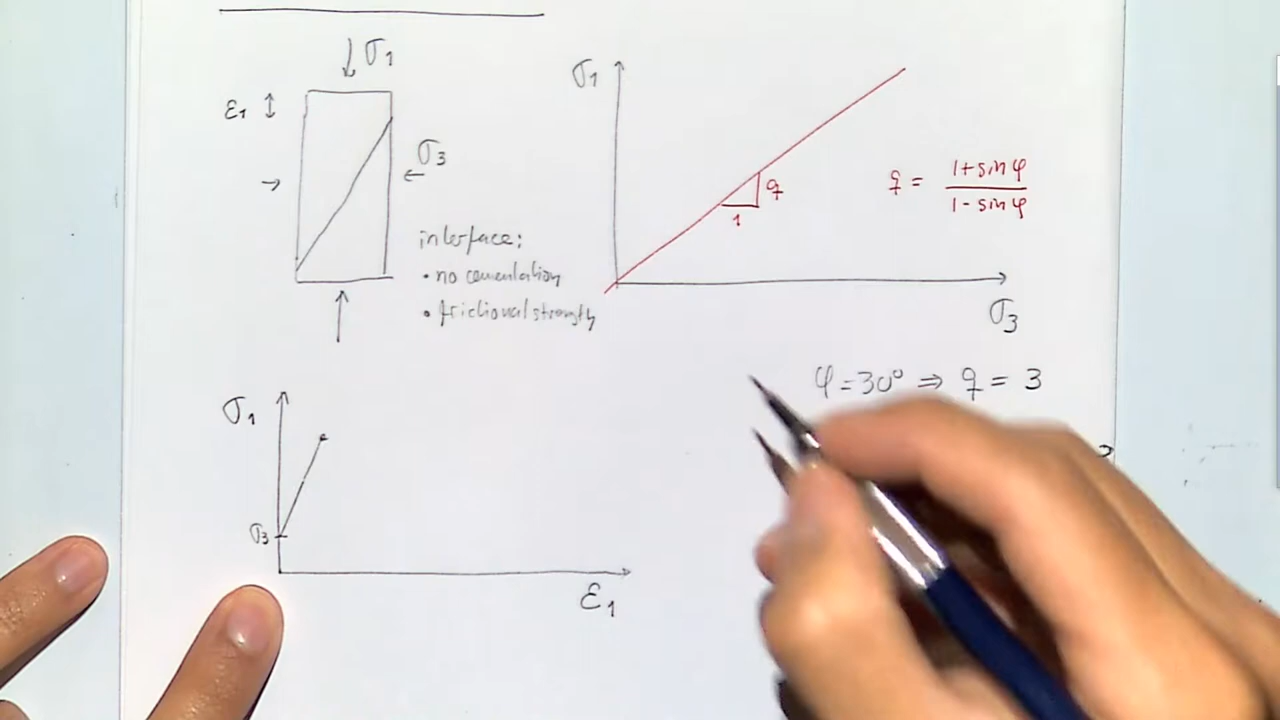 ↓ σ1
ε1 ↕
σ3
interface:
• no cementation
• frictional strength
σ1
q
1
q = (1+sinφ)/(1-sinφ)
σ3
φ=30° ⇒ q = 3
σ1
σ3
ε1